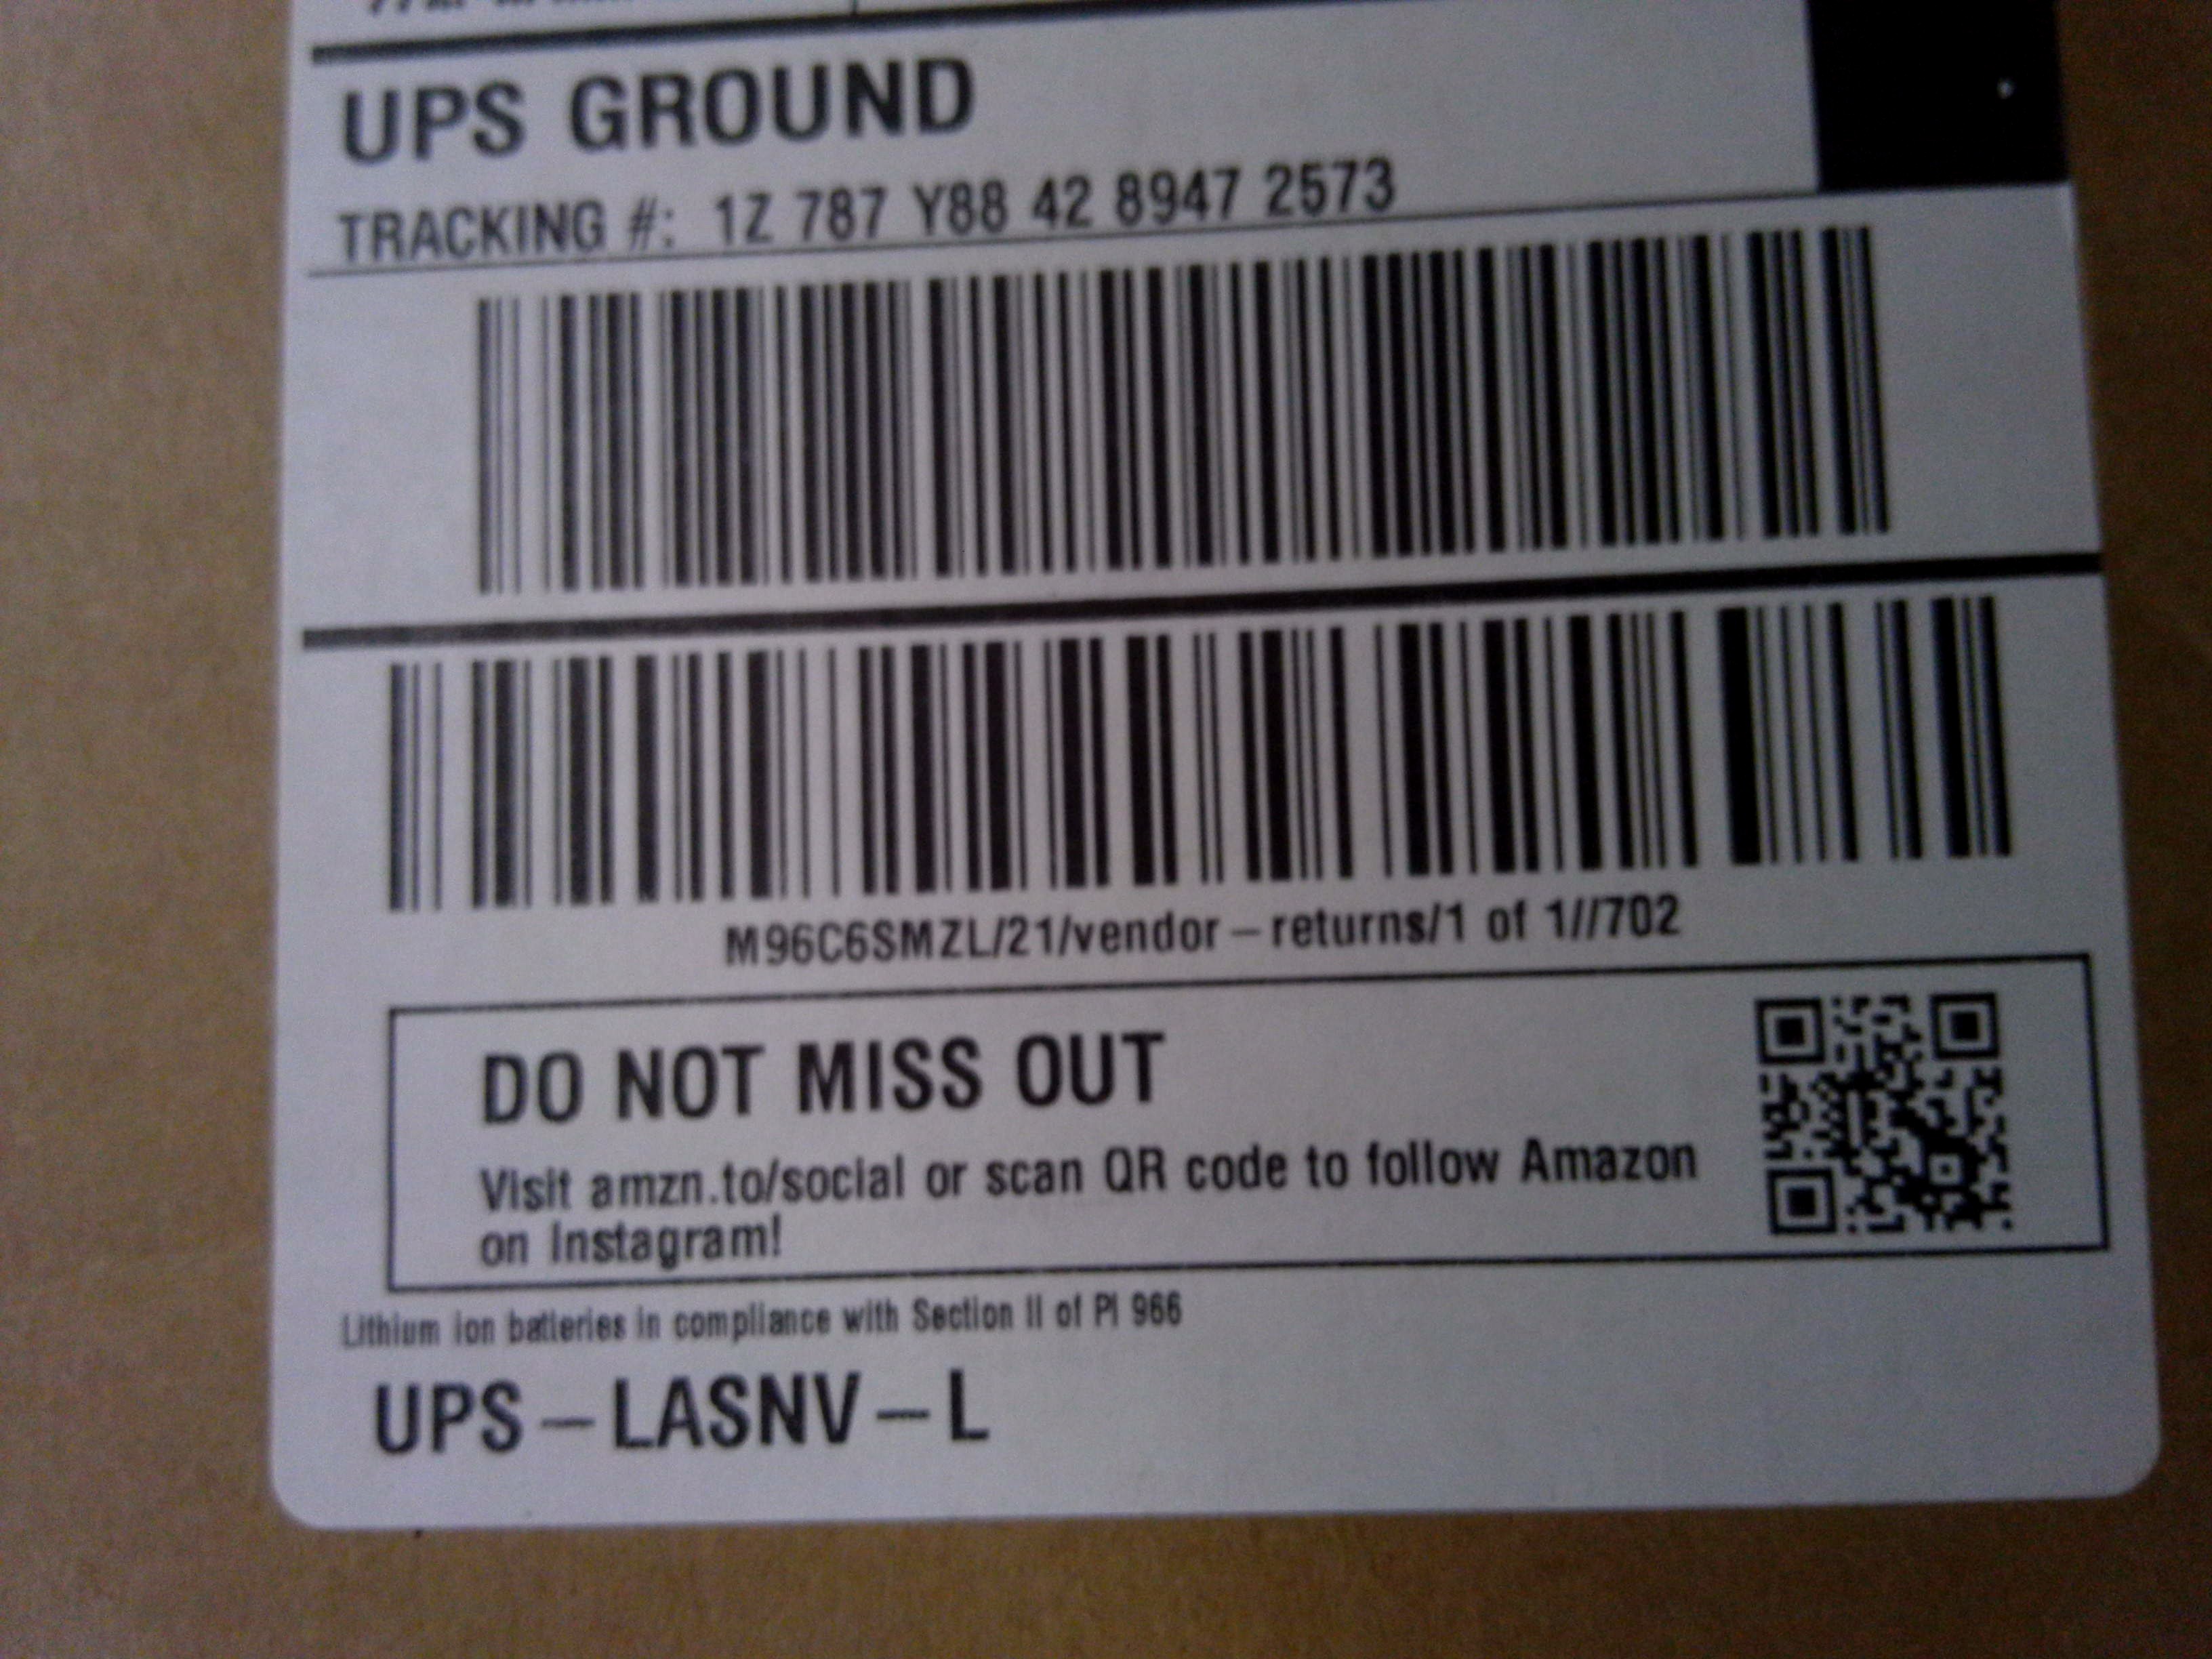 UPS GROUND
TRACKING #: 1Z 787 Y88 42 8947 2573
M96C6SMZL/21/vendor-returns/1 of 1//702
DO NOT MISS OUT
Visit amzn.to/social or scan QR code to follow Amazon
on Instagram!
Lithium ion batteries in compliance with Section II of PI 966
UPS-LASNV-L